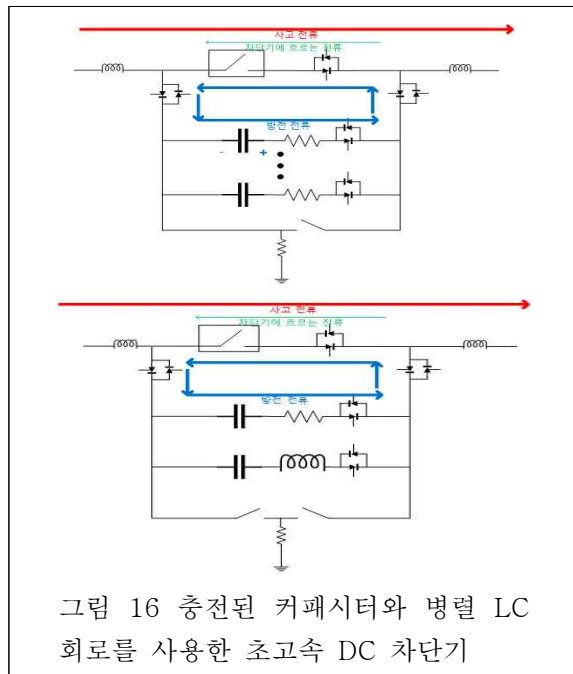 사고 전류
차단기에 흐르는 전류
방전 전류
- +
사고 전류
차단기에 흐르는 전류
방전 전류
그림 16 충전된 커패시터와 병렬 LC
회로를 사용한 초고속 DC 차단기